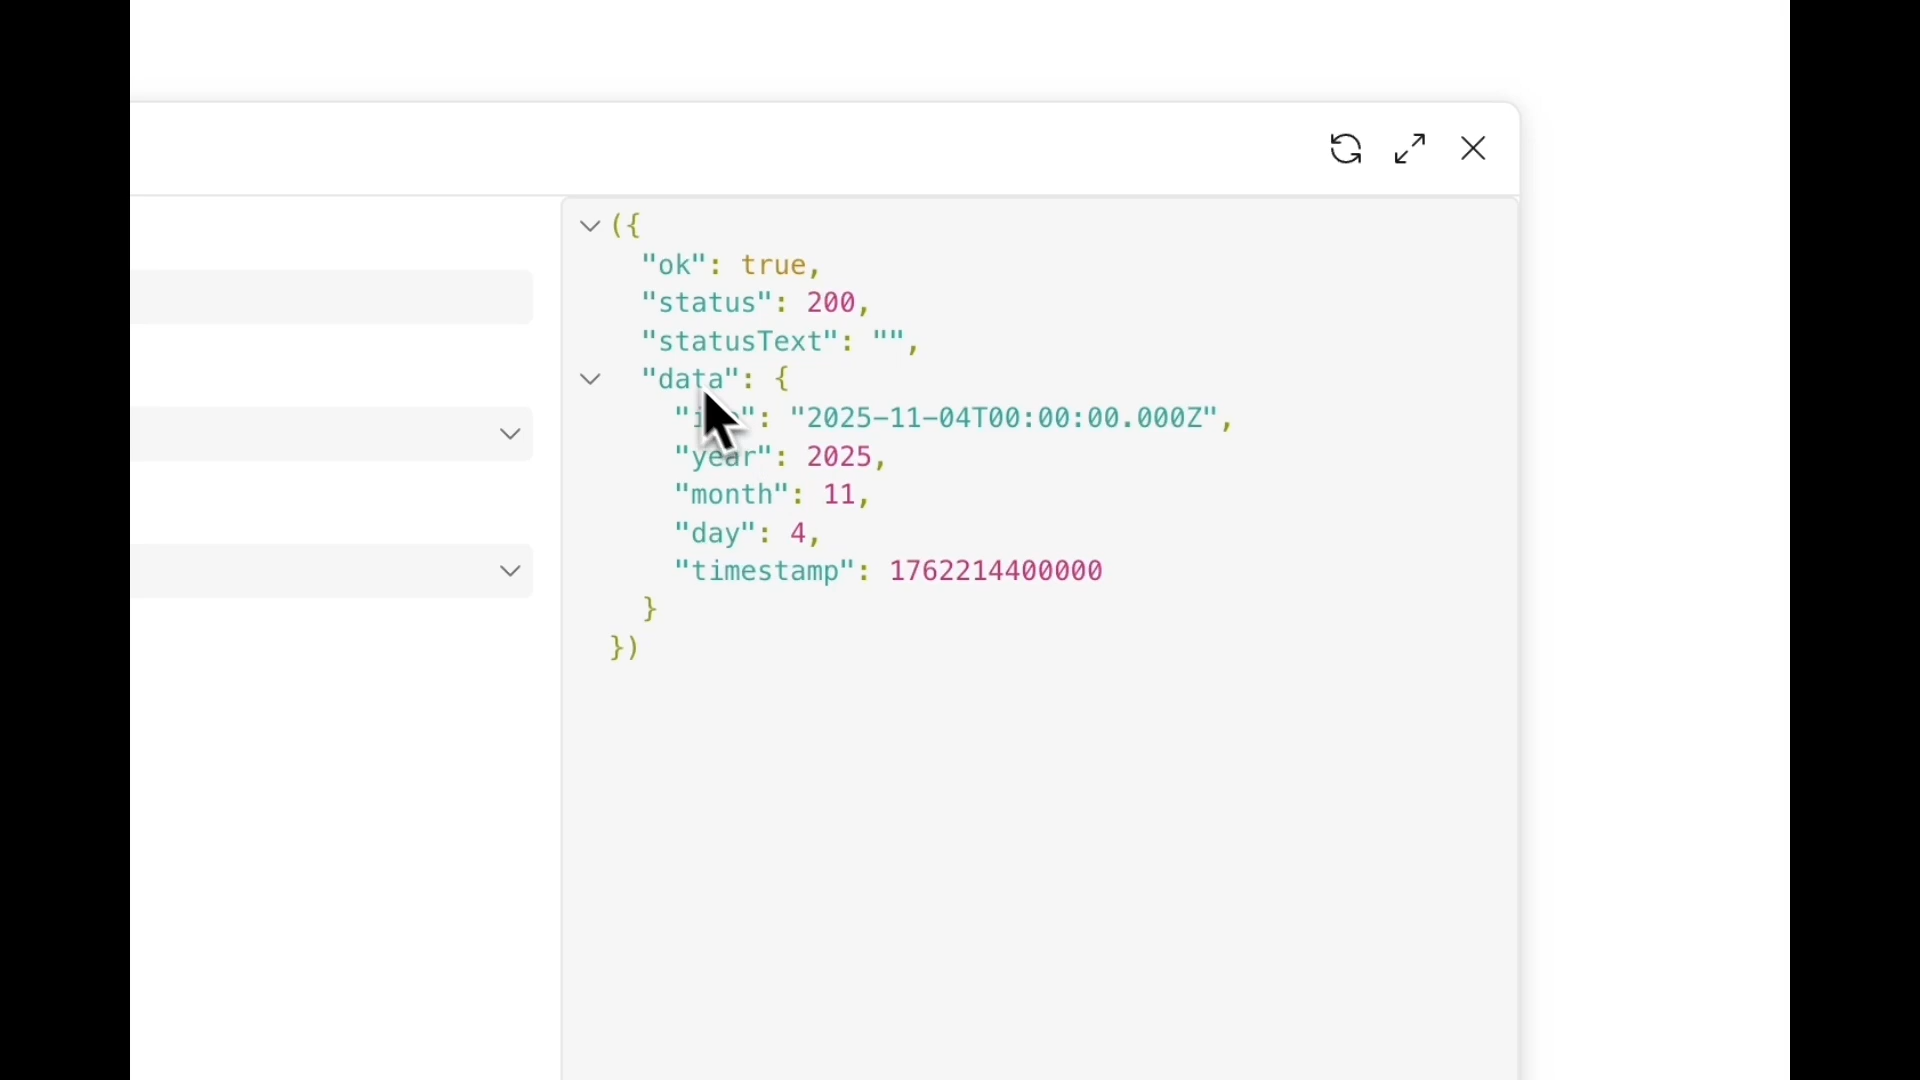 ({
"ok": true,
"status": 200,
"statusText": "",
"data": {
"2025-11-04T00:00:00.000Z",
"year": 2025,
"month": 11,
"day": 4,
"timestamp": 1762214400000
}
})